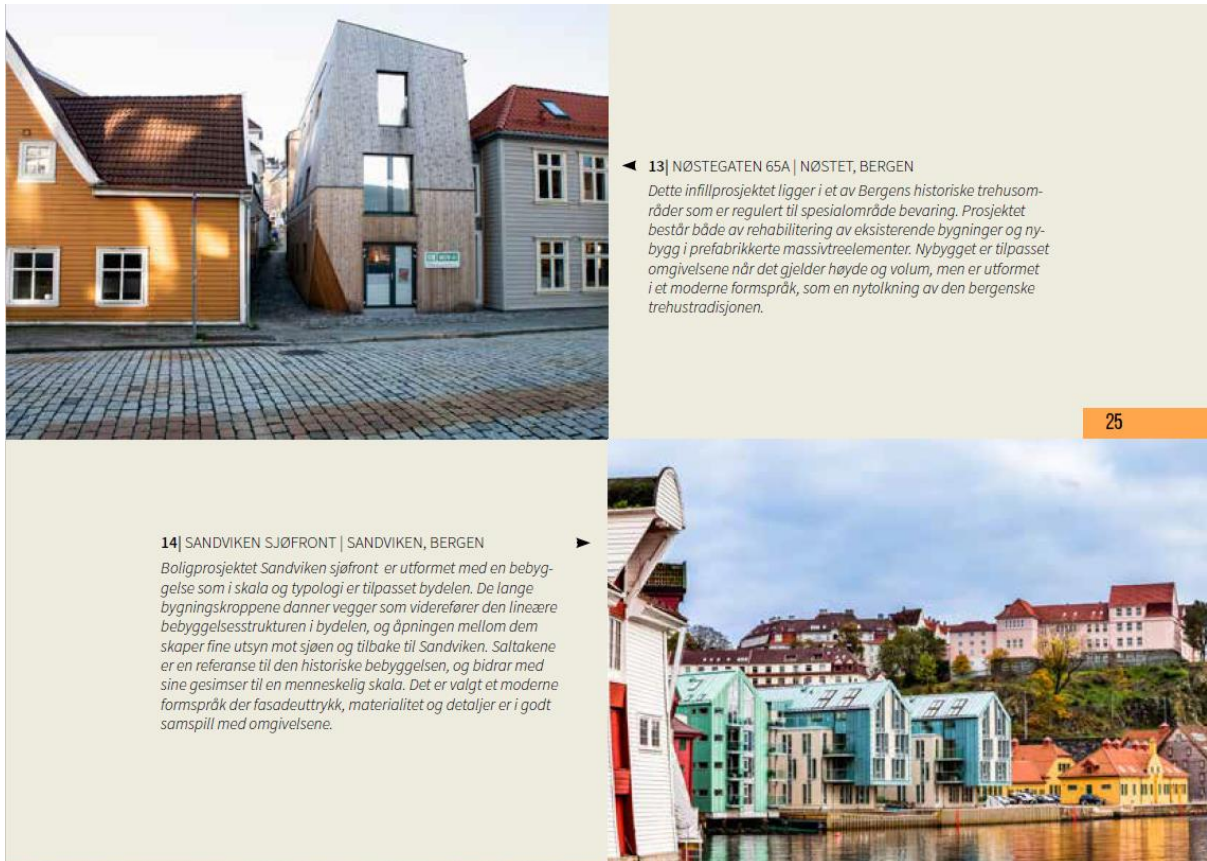 13| NØSTEGATEN 65A | NØSTET, BERGEN
Dette infillprosjektet ligger i et av Bergens historiske trehusom-
råder som er regulert til spesialområde bevaring. Prosjektet
består både av rehabilitering av eksisterende bygninger og ny-
bygg i prefabrikkerte massivtreelementer. Nybygget er tilpasset
omgivelsene når det gjelder høyde og volum, men er utformet
i et moderne formspråk, som en nytolkning av den bergenske
trehustradisjonen.
25
14| SANDVIKEN SJØFRONT | SANDVIKEN, BERGEN
Boligprosjektet Sandviken sjøfront er utformet med en bebyg-
gelse som i skala og typologi er tilpasset bydelen. De lange
bygningskroppene danner vegger som viderefører den lineære
bebyggelsesstrukturen i bydelen, og åpningen mellom dem
skaper fine utsyn mot sjøen og tilbake til Sandviken. Saltakene
er en referanse til den historiske bebyggelsen, og bidrar med
sine gesimser til en menneskelig skala. Det er valgt et moderne
formspråk der fasadeuttrykk, materialitet og detaljer er i godt
samspill med omgivelsene.